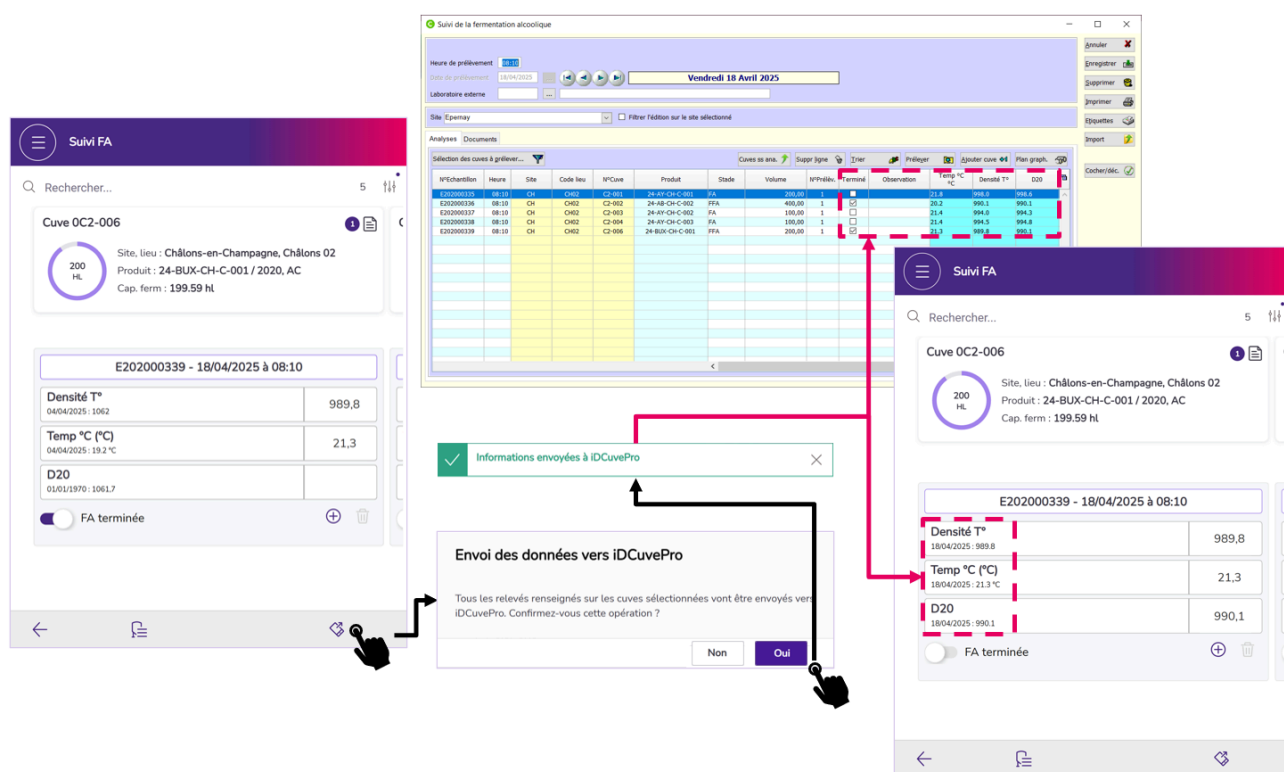 Suivi de la fermentation alcoolique
Annuler
Heure de prélèvement 08:10
Enregistrer
Date de prélèvement 18/04/2025 ... Vendredi 18 Avril 2025
Supprimer
Laboratoire externe ...
Imprimer
Site Epernay Filtrer l'édition sur le site sélectionné
Etiquettes
Analyses Documents
Import
Sélection des cuves à prélever... Cuves ss ana. Suppr ligne Trier Prélever Ajouter cuve Plan graph.
Cocher/déc.
N°Echantillon Heure Site Code lieu N°Cuve Produit Stade Volume N°Prélèv. Terminé Observation Temp °C °C Densité T° D20
E202000335 08:10 CH CH02 C2-001 24-AY-CH-C-001 FA 200,00 1 21.8 998.0 998.6
E202000336 08:10 CH CH02 C2-002 24-AB-CH-C-002 FFA 400,00 1 20.2 990.1 990.1
E202000337 08:10 CH CH02 C2-003 24-AY-CH-C-002 FA 100,00 1 21.4 994.0 994.3
E202000338 08:10 CH CH02 C2-004 24-AY-CH-C-003 FA 100,00 1 21.4 994.5 994.8
E202000339 08:10 CH CH02 C2-006 24-BUX-CH-C-001 FFA 200,00 1 21.3 989.8 990.1
Suivi FA
Rechercher... 5
Cuve 0C2-006 1
C
200
HL
Site, lieu : Châlons-en-Champagne, Châlons 02
Produit : 24-BUX-CH-C-001 / 2020, AC
Cap. ferm : 199.59 hl
E202000339 - 18/04/2025 à 08:10
Densité T°
04/04/2025 : 1062
989,8
Temp °C (°C)
04/04/2025 : 19.2 °C
21,3
D20
01/01/1970 : 1061.7
FA terminée
Informations envoyées à iDCuvePro
Envoi des données vers iDCuvePro
Tous les relevés renseignés sur les cuves sélectionnées vont être envoyés vers
iDCuvePro. Confirmez-vous cette opération ?
Non Oui
Suivi FA
Rechercher... 5
Cuve 0C2-006 1
200
HL
Site, lieu : Châlons-en-Champagne, Châlons 02
Produit : 24-BUX-CH-C-001 / 2020, AC
Cap. ferm : 199.59 hl
E202000339 - 18/04/2025 à 08:10
Densité T°
18/04/2025 : 989.8
989,8
Temp °C (°C)
18/04/2025 : 21.3 °C
21,3
D20
18/04/2025 : 990.1
990,1
FA terminée